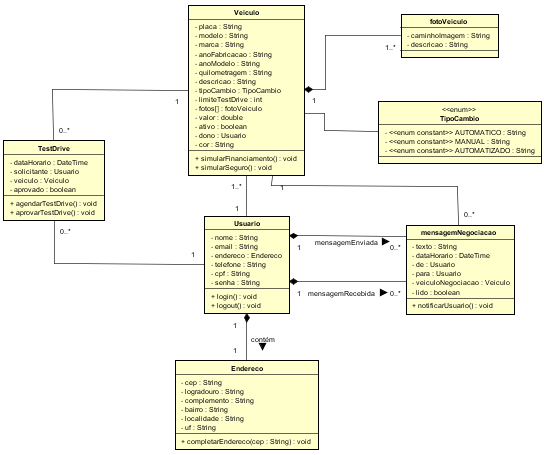 Veiculo
- placa : String
- modelo : String
- marca : String
- anoFabricacao : String
- anoModelo : String
- quilometragem : String
- descricao : String
- tipoCambio : TipoCambio
- limiteTestDrive : int
- fotos[] : fotoVeiculo
- valor : double
- ativo : boolean
- dono : Usuario
- cor : String
+ simularFinanciamento() : void
+ simularSeguro() : void
fotoVeiculo
- caminhoImagem : String
- descricao : String
1..*
1
<<enum>>
TipoCambio
- <<enum constant>> AUTOMATICO : String
- <<enum constant>> MANUAL : String
- <<enum constant>> AUTOMATIZADO : String
1
0..*
TestDrive
- dataHorario : DateTime
- solicitante : Usuario
- veiculo : Veiculo
- aprovado : boolean
+ agendarTestDrive() : void
+ aprovarTestDrive() : void
0..*
1
1..*
1
1
0..*
Usuario
- nome : String
- email : String
- endereco : Endereco
- telefone : String
- cpf : String
- senha : String
+ login() : void
+ logout() : void
1
mensagemEnviada
0..*
1
mensagemRecebida
0..*
mensagemNegociacao
- texto : String
- dataHorario : DateTime
- de : Usuario
- para : Usuario
- veiculoNegociacao : Veiculo
- lido : boolean
+ notificarUsuario() : void
1
contém
1
Endereco
- cep : String
- logradouro : String
- complemento : String
- bairro : String
- localidade : String
- uf : String
+ completarEndereco(cep : String) : void